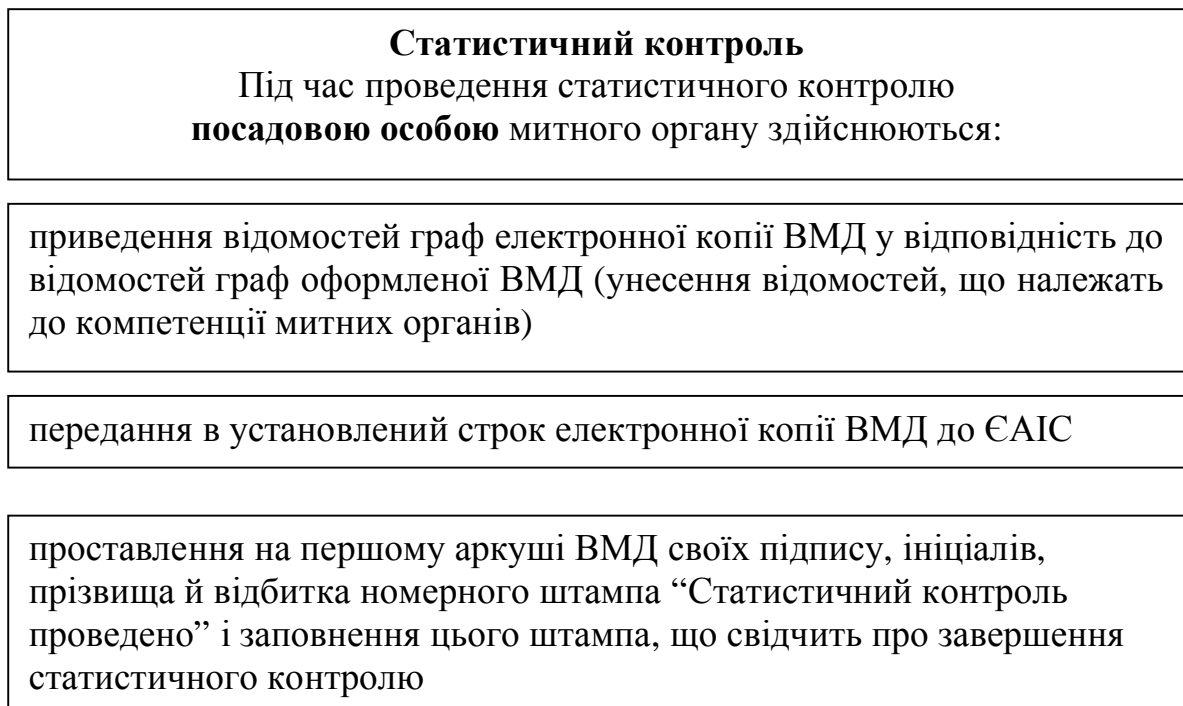 Статистичний контроль
Під час проведення статистичного контролю
посадовою особою митного органу здійснюються:
приведення відомостей граф електронної копії ВМД у відповідність до
відомостей граф оформленої ВМД (унесення відомостей, що належать
до компетенції митних органів)
передання в установлений строк електронної копії ВМД до ЄАІС
проставлення на першому аркуші ВМД своїх підпису, ініціалів,
прізвища й відбитка номерного штампа “Статистичний контроль
проведено” і заповнення цього штампа, що свідчить про завершення
статистичного контролю